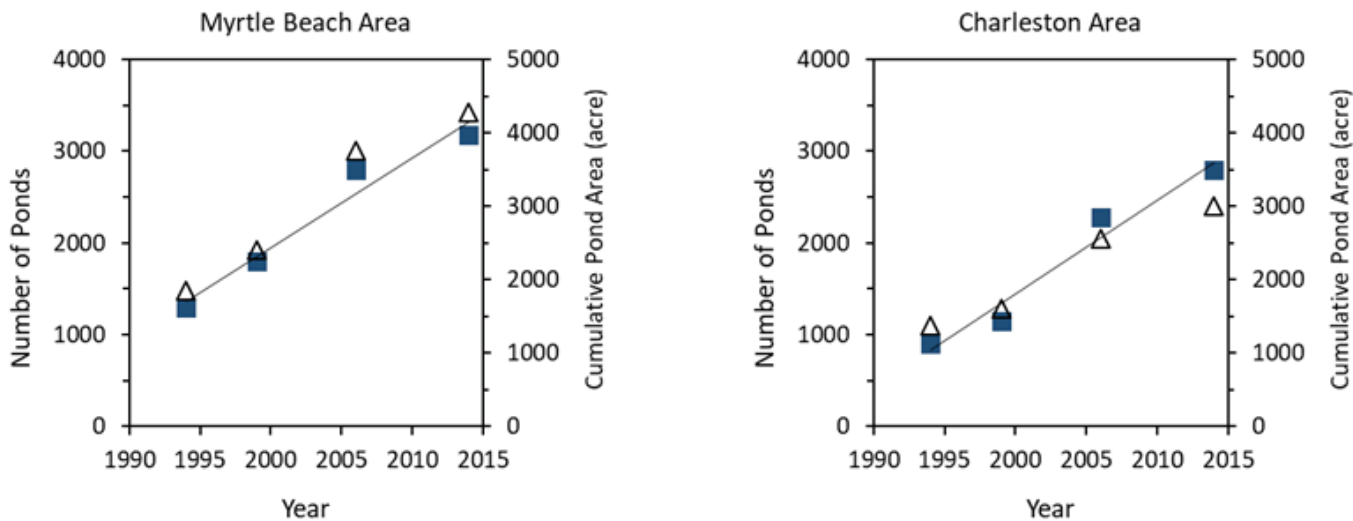 Myrtle Beach Area
4000
3000
2000
1000
0
Number of Ponds
5000
4000
3000
2000
1000
0
Cumulative Pond Area (acre)
1990 1995 2000 2005 2010 2015
Year
Charleston Area
4000
3000
2000
1000
0
Number of Ponds
5000
4000
3000
2000
1000
0
Cumulative Pond Area (acre)
1990 1995 2000 2005 2010 2015
Year